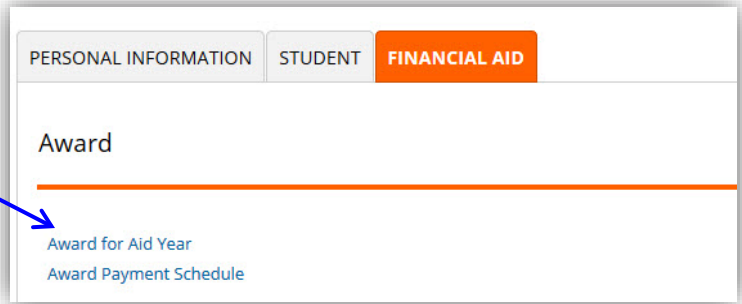 PERSONAL INFORMATION STUDENT FINANCIAL AID
Award
Award for Aid Year
Award Payment Schedule